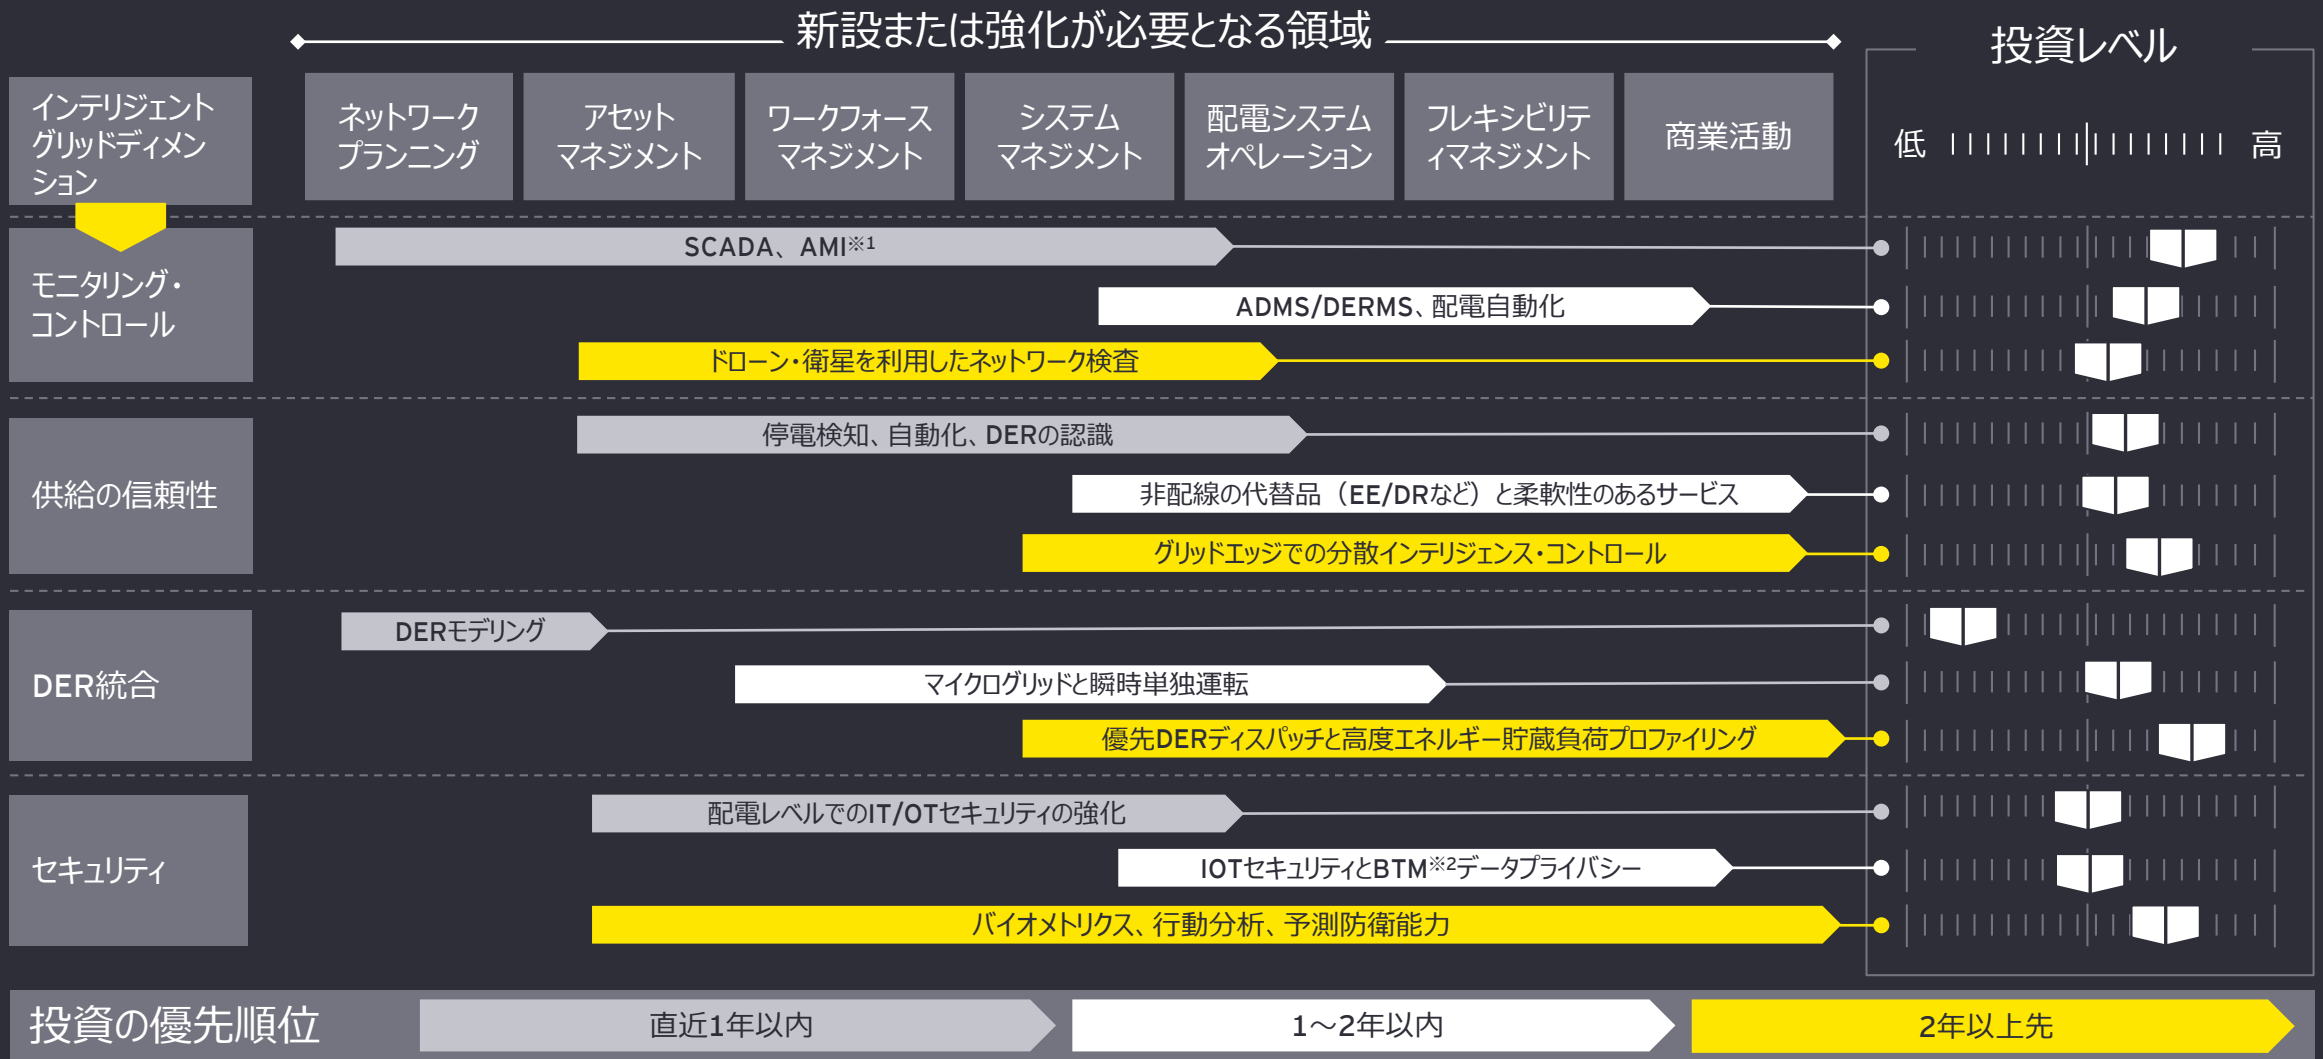 新設または強化が必要となる領域
投資レベル
インテリジェント
グリッドディメン
ション
ネットワーク
プランニング
アセット
マネジメント
ワークフォース
マネジメント
システム
マネジメント
配電システム
オペレーション
フレキシビリテ
ィマネジメント
商業活動
低
高
モニタリング・
コントロール
SCADA、AMI※1
ADMS/DERMS、配電自動化
ドローン・衛星を利用したネットワーク検査
供給の信頼性
停電検知、自動化、DERの認識
非配線の代替品（EE/DRなど）と柔軟性のあるサービス
グリッドエッジでの分散インテリジェンス・コントロール
DER統合
DERモデリング
マイクログリッドと瞬時単独運転
優先DERディスパッチと高度エネルギー貯蔵負荷プロファイリング
セキュリティ
配電レベルでのIT/OTセキュリティの強化
IOTセキュリティとBTM※2データプライバシー
バイオメトリクス、行動分析、予測防衛能力
投資の優先順位
直近1年以内
1～2年以内
2年以上先